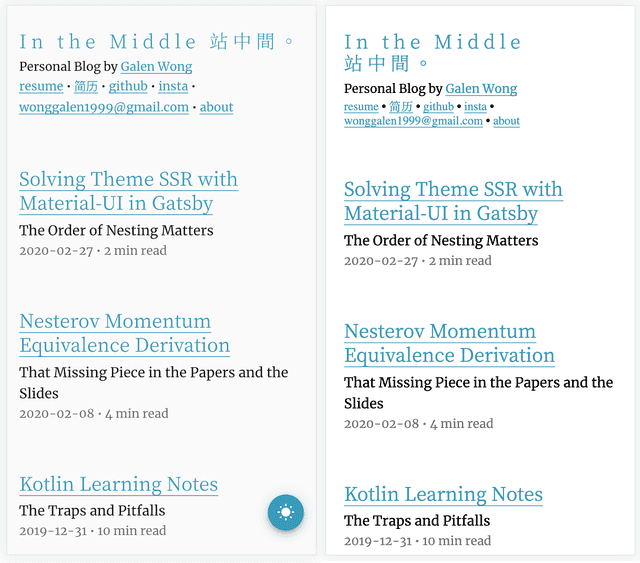 In the Middle 站中間。
Personal Blog by Galen Wong
resume • 简历 • github • insta •
wonggalen1999@gmail.com • about
Solving Theme SSR with
Material-UI in Gatsby
The Order of Nesting Matters
2020-02-27 • 2 min read
Nesterov Momentum
Equivalence Derivation
That Missing Piece in the Papers and the
Slides
2020-02-08 • 4 min read
Kotlin Learning Notes
The Traps and Pitfalls
2019-12-31 • 10 min read
In the Middle
站中間。
Personal Blog by Galen Wong
resume • 简历 • github • insta •
wonggalen1999@gmail.com • about
Solving Theme SSR with
Material-UI in Gatsby
The Order of Nesting Matters
2020-02-27 • 2 min read
Nesterov Momentum
Equivalence Derivation
That Missing Piece in the Papers and the
Slides
2020-02-08 • 4 min read
Kotlin Learning Notes
The Traps and Pitfalls
2019-12-31 • 10 min read